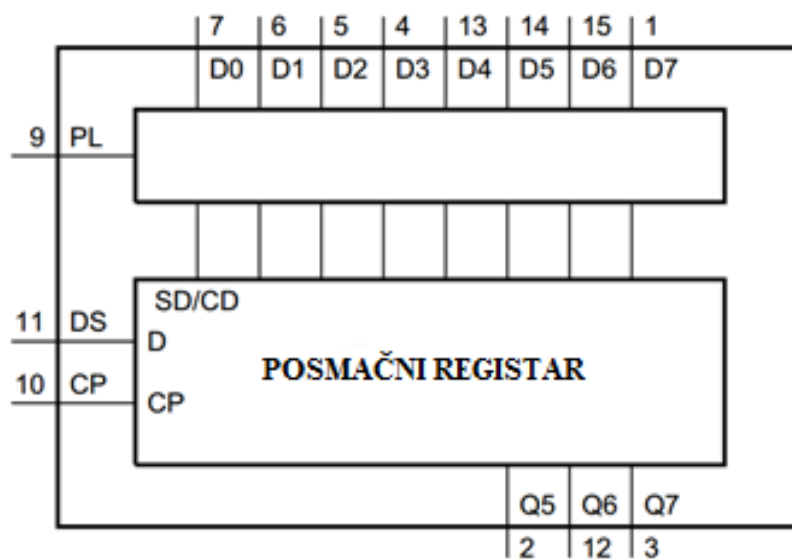 7 6 5 4 13 14 15 1
D0 D1 D2 D3 D4 D5 D6 D7
9 PL
SD/CD
11 DS D
POSMAČNI REGISTAR
10 CP CP
Q5 Q6 Q7
2 12 3